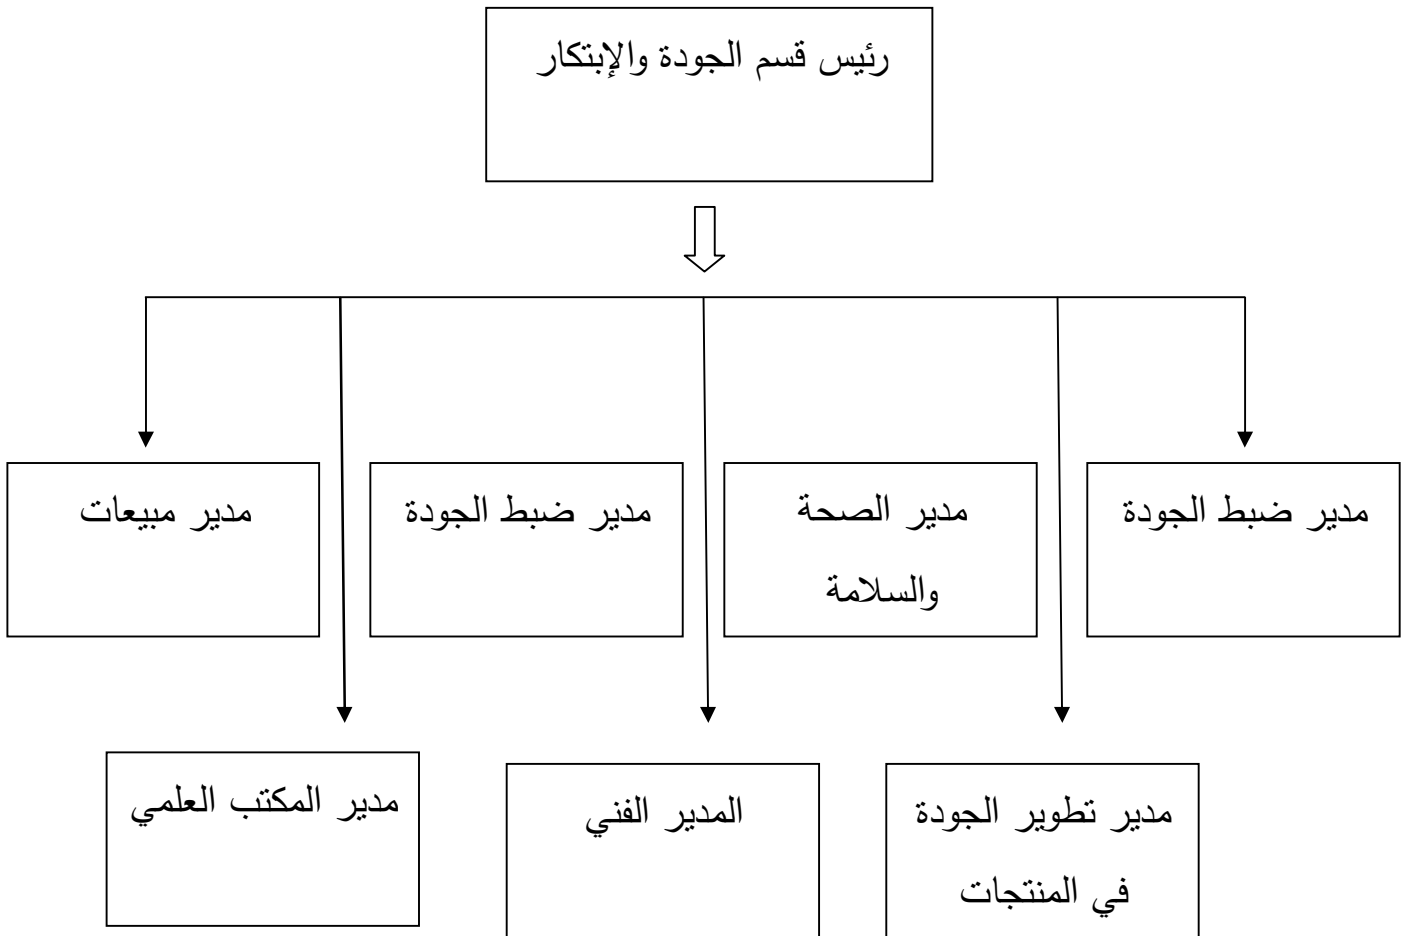 رئيس قسم الجودة والإبتكار
مدير ضبط الجودة
مدير الصحة
والسلامة
مدير ضبط الجودة
مدير مبيعات
مدير تطوير الجودة
في المنتجات
المدير الفني
مدير المكتب العلمي